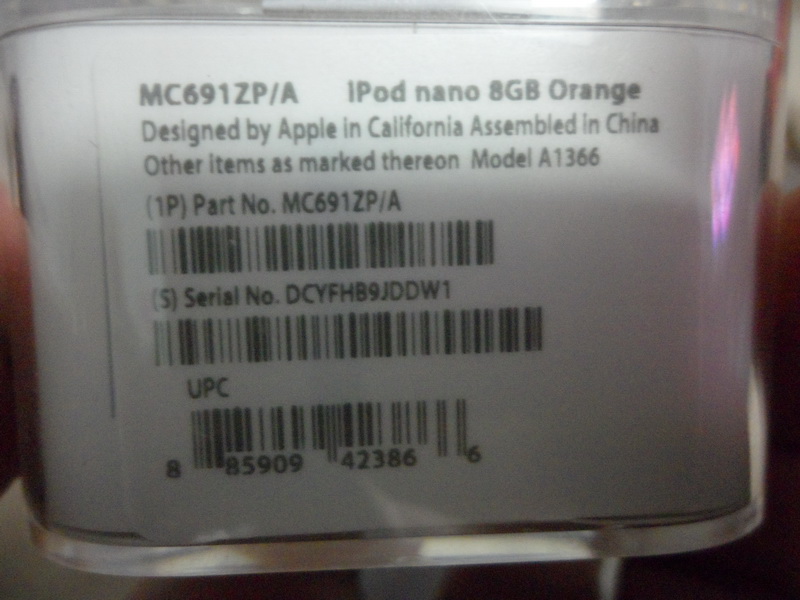 MC691ZP/A iPod nano 8GB Orange
Designed by Apple in California Assembled in China
Other items as marked thereon Model A1366
(1P) Part No. MC691ZP/A
(S) Serial No. DCYFHB9JDDW1
UPC
8 85909 42386 6